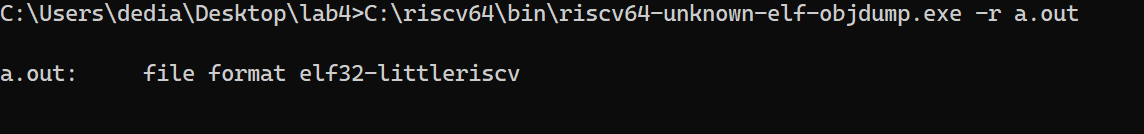 C:\Users\dedia\Desktop\lab4>C:\riscv64\bin\riscv64-unknown-elf-objdump.exe -r a.out
a.out:     file format elf32-littleriscv